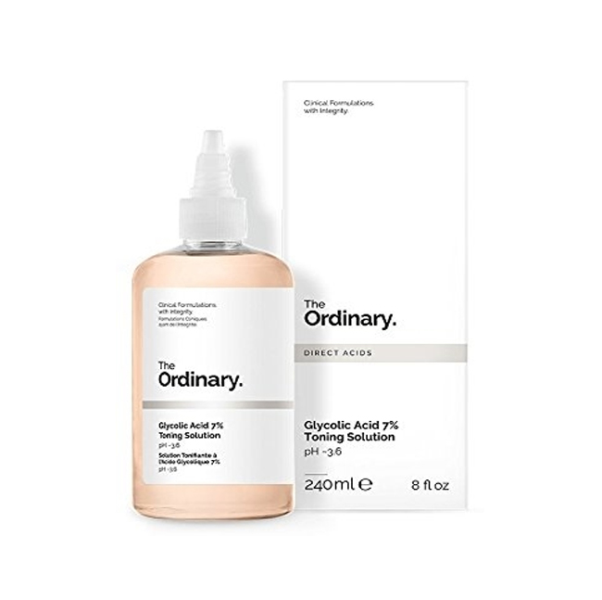 Clinical Formulations
with Integrity.
The
Ordinary.
DIRECT ACIDS
Glycolic Acid 7%
Toning Solution
pH ~3.6
240ml ℮ 8 fl oz
Clinical Formulations
with Integrity.
Formulations Cliniques
The
Ordinary.
Glycolic Acid 7%
Toning Solution
pH ~3.6
Solution Tonifiante à
l'Acide Glycolique 7%
pH ~3.6